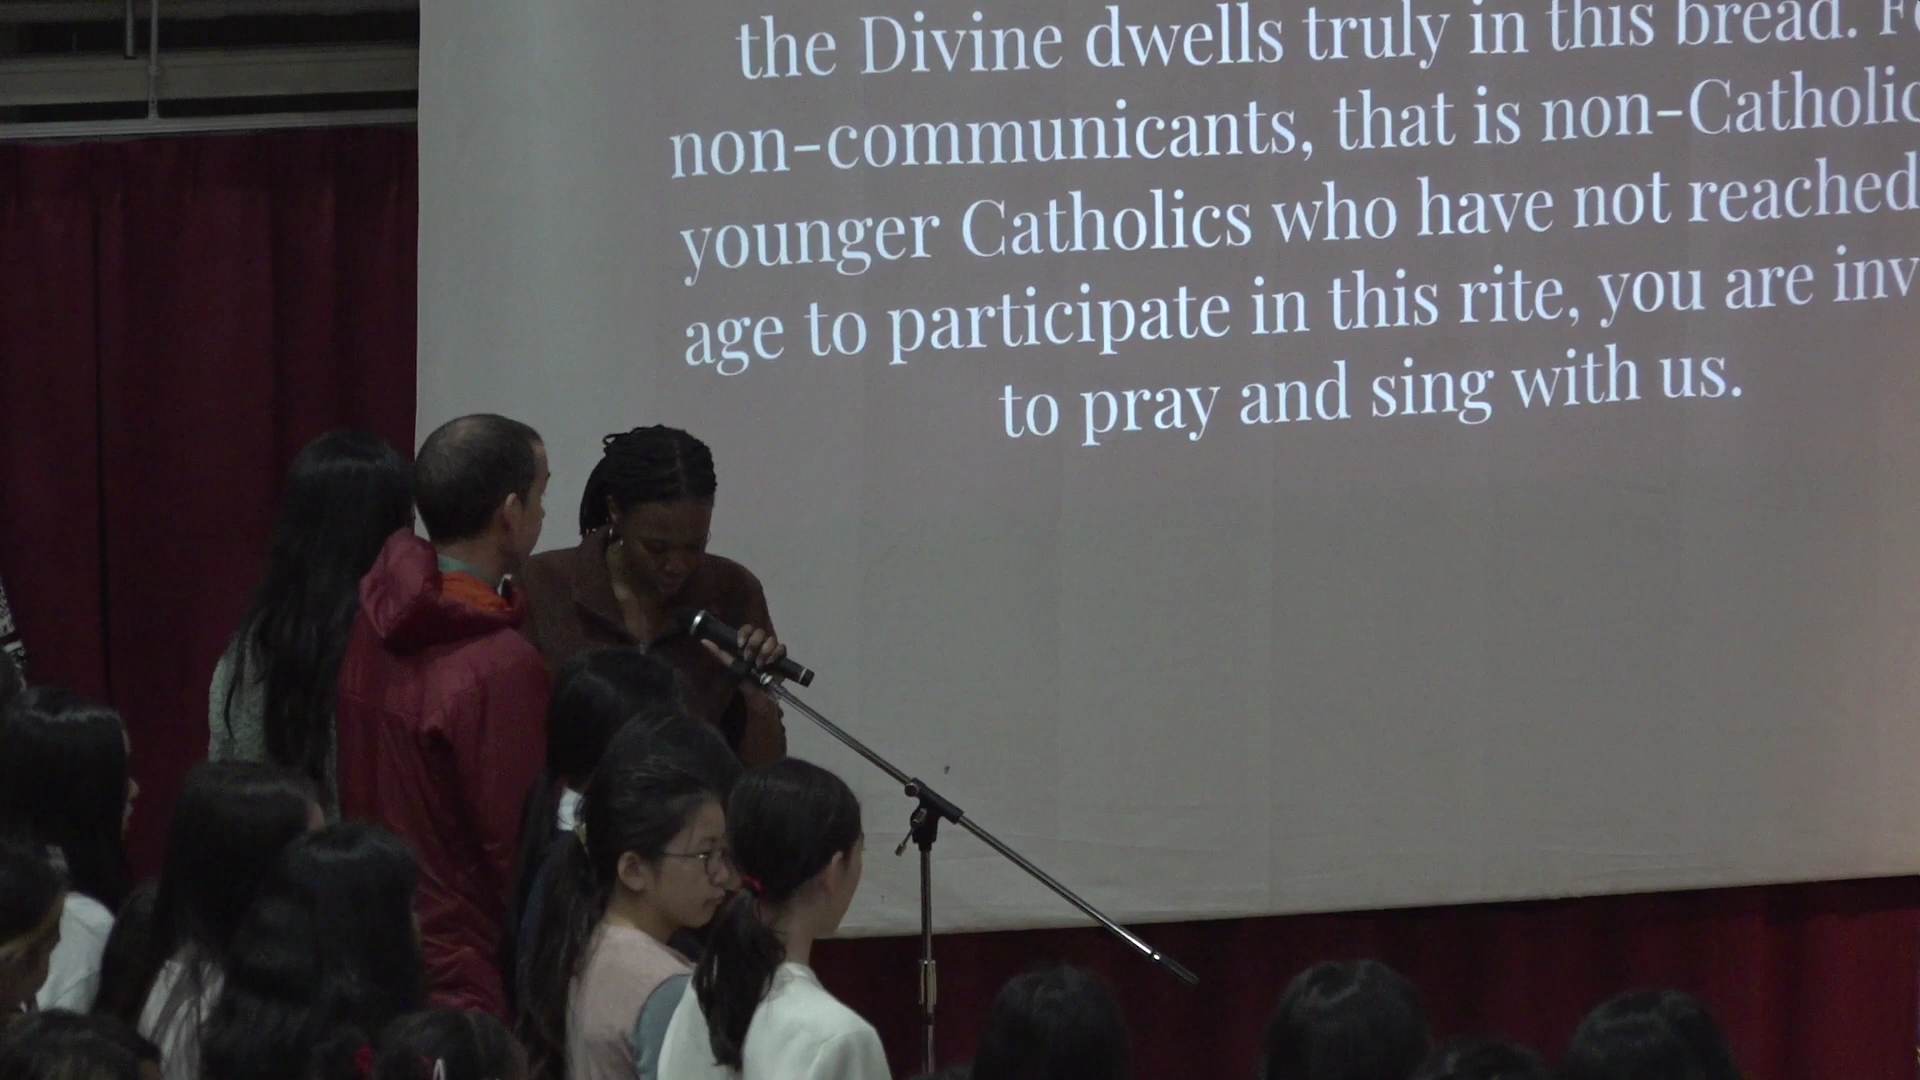 the Divine dwells truly in this bread.
non-communicants, that is non-Catholic
younger Catholics who have not reached
age to participate in this rite, you are inv
to pray and sing with us.